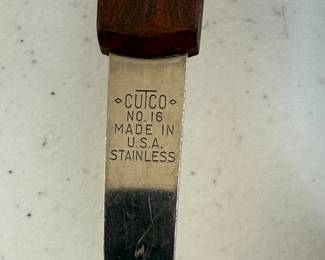 CUTCO
NO. 16
MADE IN
U.S.A.
STAINLESS